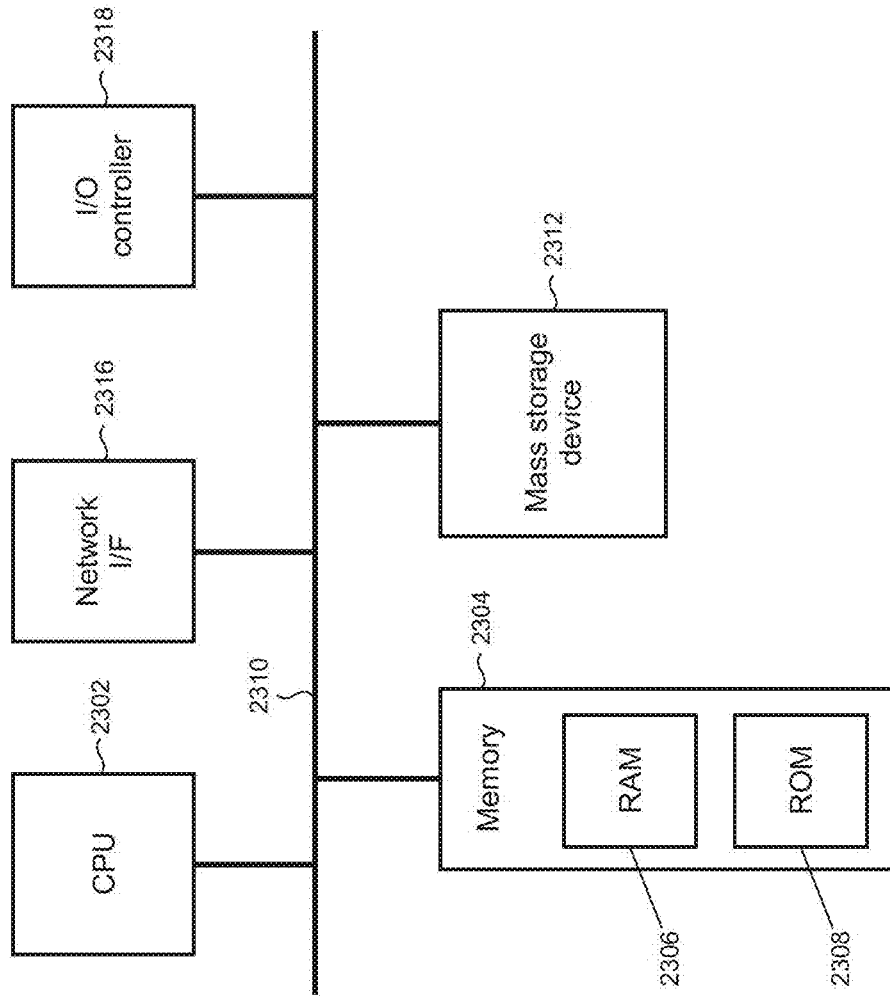 CPU
2302
Network
I/F
2316
I/O
controller
2318
2310
Memory
2304
RAM
2306
ROM
2308
Mass storage
device
2312